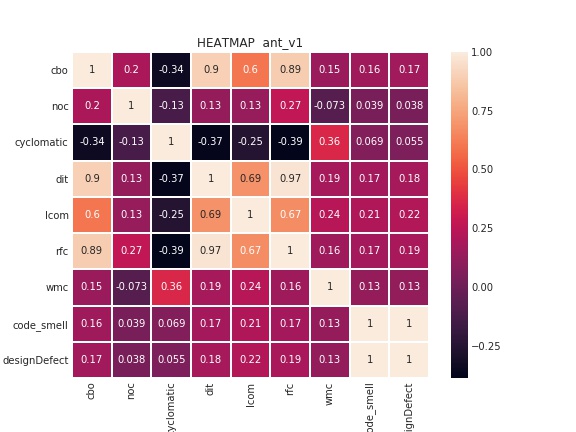 HEATMAP ant_v1
cbo 1 0.2 -0.34 0.9 0.6 0.89 0.15 0.16 0.17
noc 0.2 1 -0.13 0.13 0.13 0.27 -0.073 0.039 0.038
cyclomatic -0.34 -0.13 1 -0.37 -0.25 -0.39 0.36 0.069 0.055
dit 0.9 0.13 -0.37 1 0.69 0.97 0.19 0.17 0.18
lcom 0.6 0.13 -0.25 0.69 1 0.67 0.24 0.21 0.22
rfc 0.89 0.27 -0.39 0.97 0.67 1 0.16 0.17 0.19
wmc 0.15 -0.073 0.36 0.19 0.24 0.16 1 0.13 0.13
code_smell 0.16 0.039 0.069 0.17 0.21 0.17 0.13 1 1
designDefect 0.17 0.038 0.055 0.18 0.22 0.19 0.13 1 1
cbo
noc
yclomatic
dit
lcom
rfc
wmc
ode_smell
ignDefect
1.00
0.75
0.50
0.25
0.00
−0.25